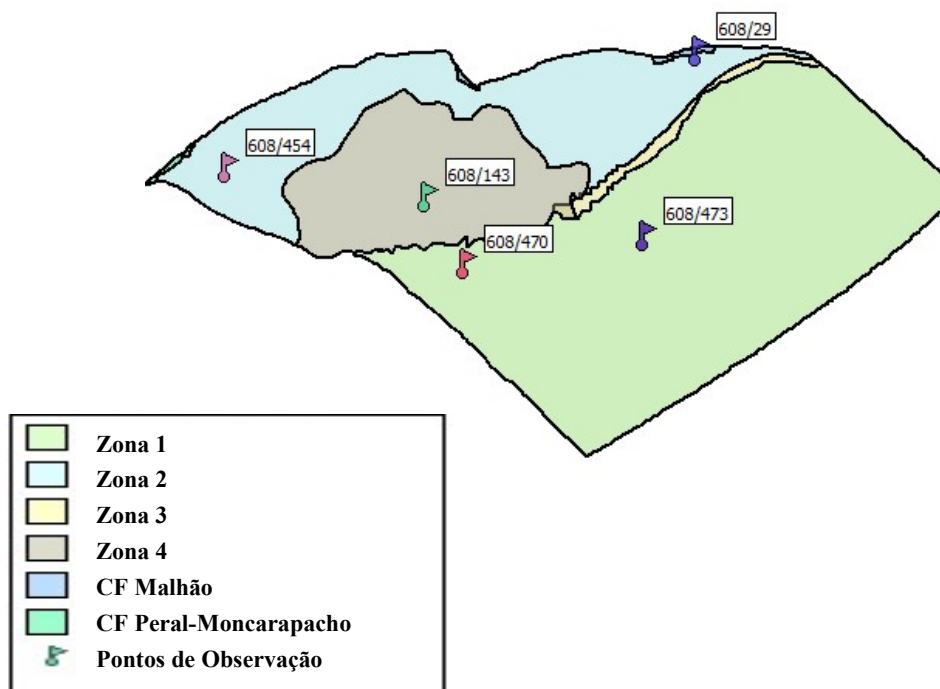 608/29
608/454
608/143
608/473
608/470
Zona 1
Zona 2
Zona 3
Zona 4
CF Malhão
CF Peral-Moncarapacho
Pontos de Observação